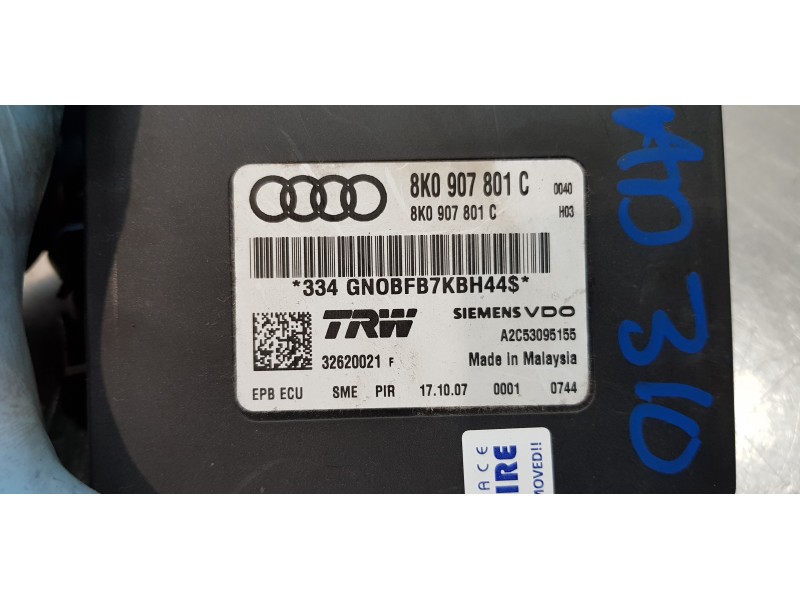 8K0 907 801 C 0040
8K0 907 801 C H03
*334 GN0BFB7KBH44$*
TRW SIEMENS VDO
A2C53095155
32620021 F Made in Malaysia
EPB ECU SME PIR 17.10.07 0001 0744
310
ACE
IRE
MOVED!!